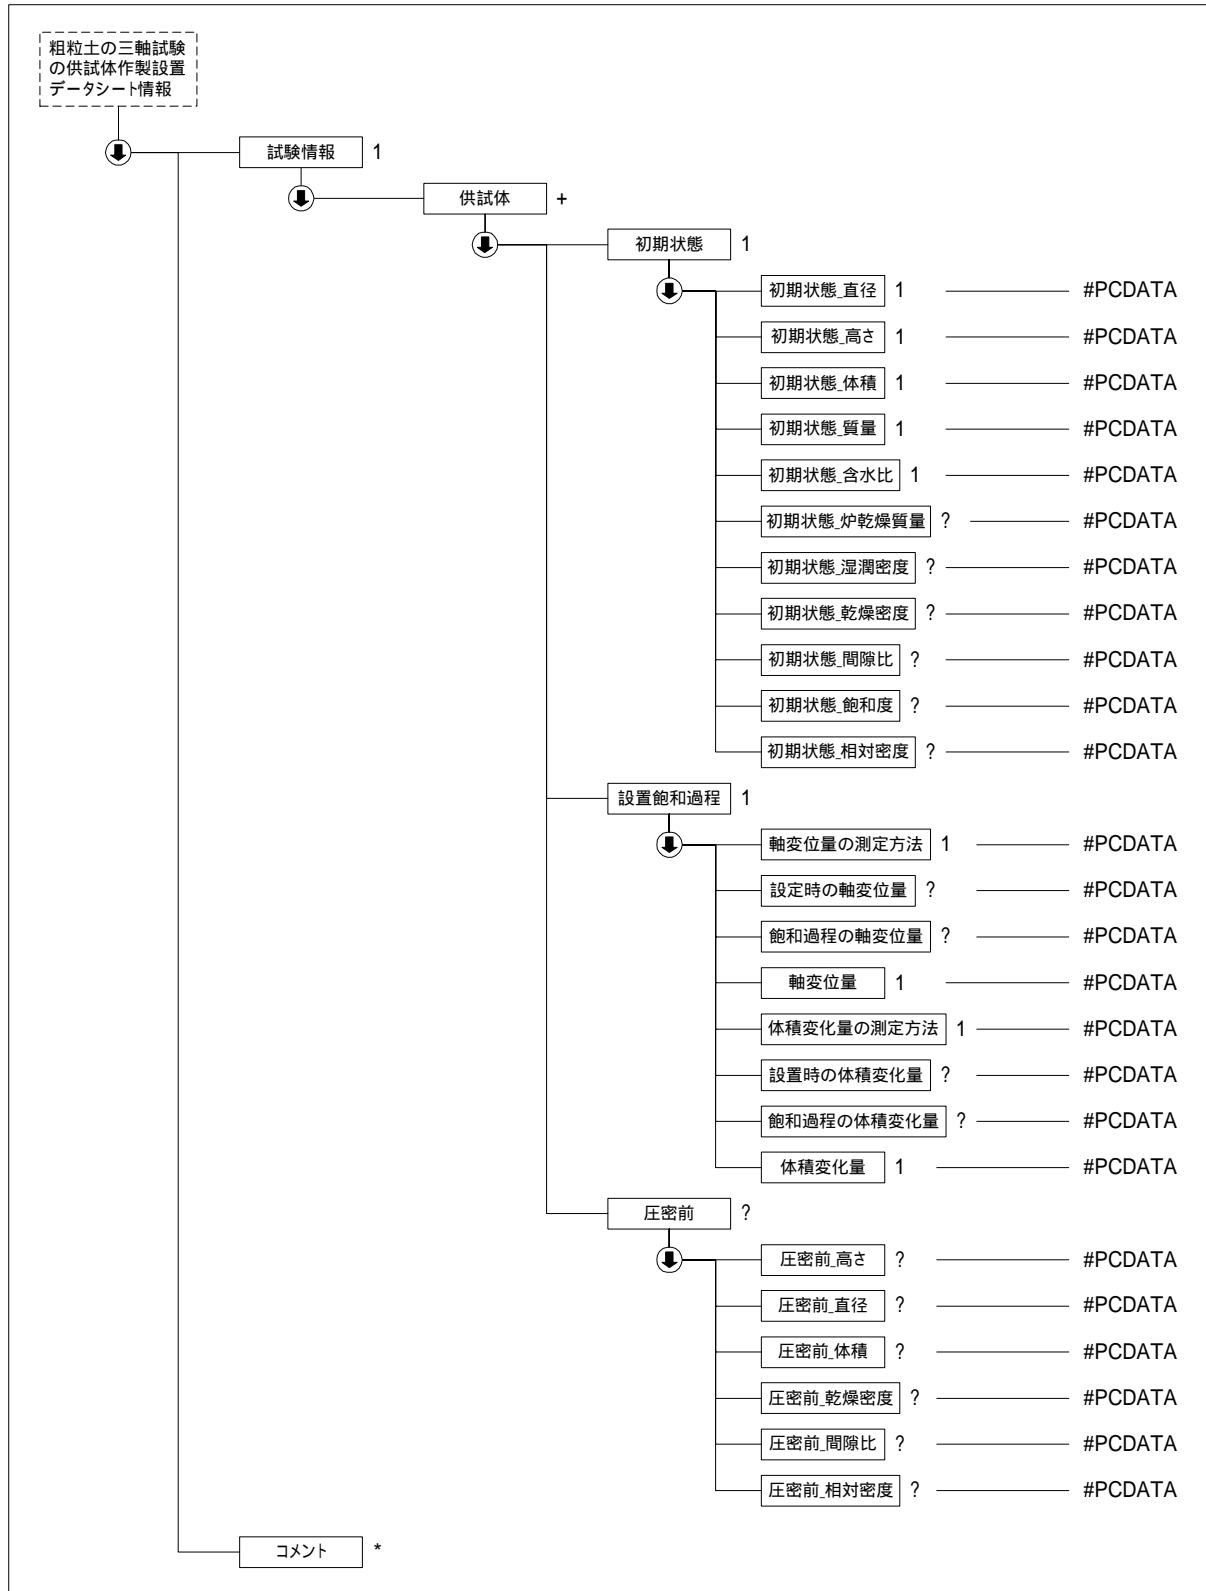 粗粒土の三軸試験
の供試体作製設置
データシート情報
試験情報 1
供試体 +
初期状態 1
初期状態_直径 1 #PCDATA
初期状態_高さ 1 #PCDATA
初期状態_体積 1 #PCDATA
初期状態_質量 1 #PCDATA
初期状態_含水比 1 #PCDATA
初期状態_炉乾燥質量 ? #PCDATA
初期状態_湿潤密度 ? #PCDATA
初期状態_乾燥密度 ? #PCDATA
初期状態_間隙比 ? #PCDATA
初期状態_飽和度 ? #PCDATA
初期状態_相対密度 ? #PCDATA
設置飽和過程 1
軸変位量の測定方法 1 #PCDATA
設定時の軸変位量 ? #PCDATA
飽和過程の軸変位量 ? #PCDATA
軸変位量 1 #PCDATA
体積変化量の測定方法 1 #PCDATA
設置時の体積変化量 ? #PCDATA
飽和過程の体積変化量 ? #PCDATA
体積変化量 1 #PCDATA
圧密前 ?
圧密前_高さ ? #PCDATA
圧密前_直径 ? #PCDATA
圧密前_体積 ? #PCDATA
圧密前_乾燥密度 ? #PCDATA
圧密前_間隙比 ? #PCDATA
圧密前_相対密度 ? #PCDATA
コメント *